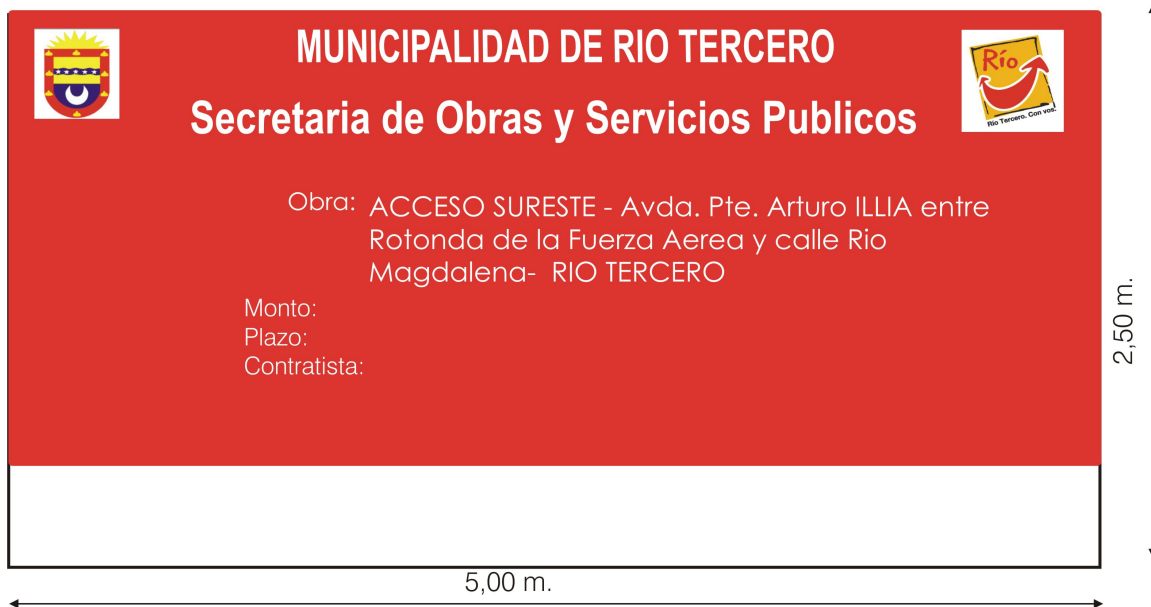 MUNICIPALIDAD DE RIO TERCERO
Secretaria de Obras y Servicios Publicos
Río
Río Tercero. Con vos.
Obra: ACCESO SURESTE - Avda. Pte. Arturo ILLIA entre
Rotonda de la Fuerza Aerea y calle Rio
Magdalena- RIO TERCERO
Monto:
Plazo:
Contratista:
2,50 m.
5,00 m.